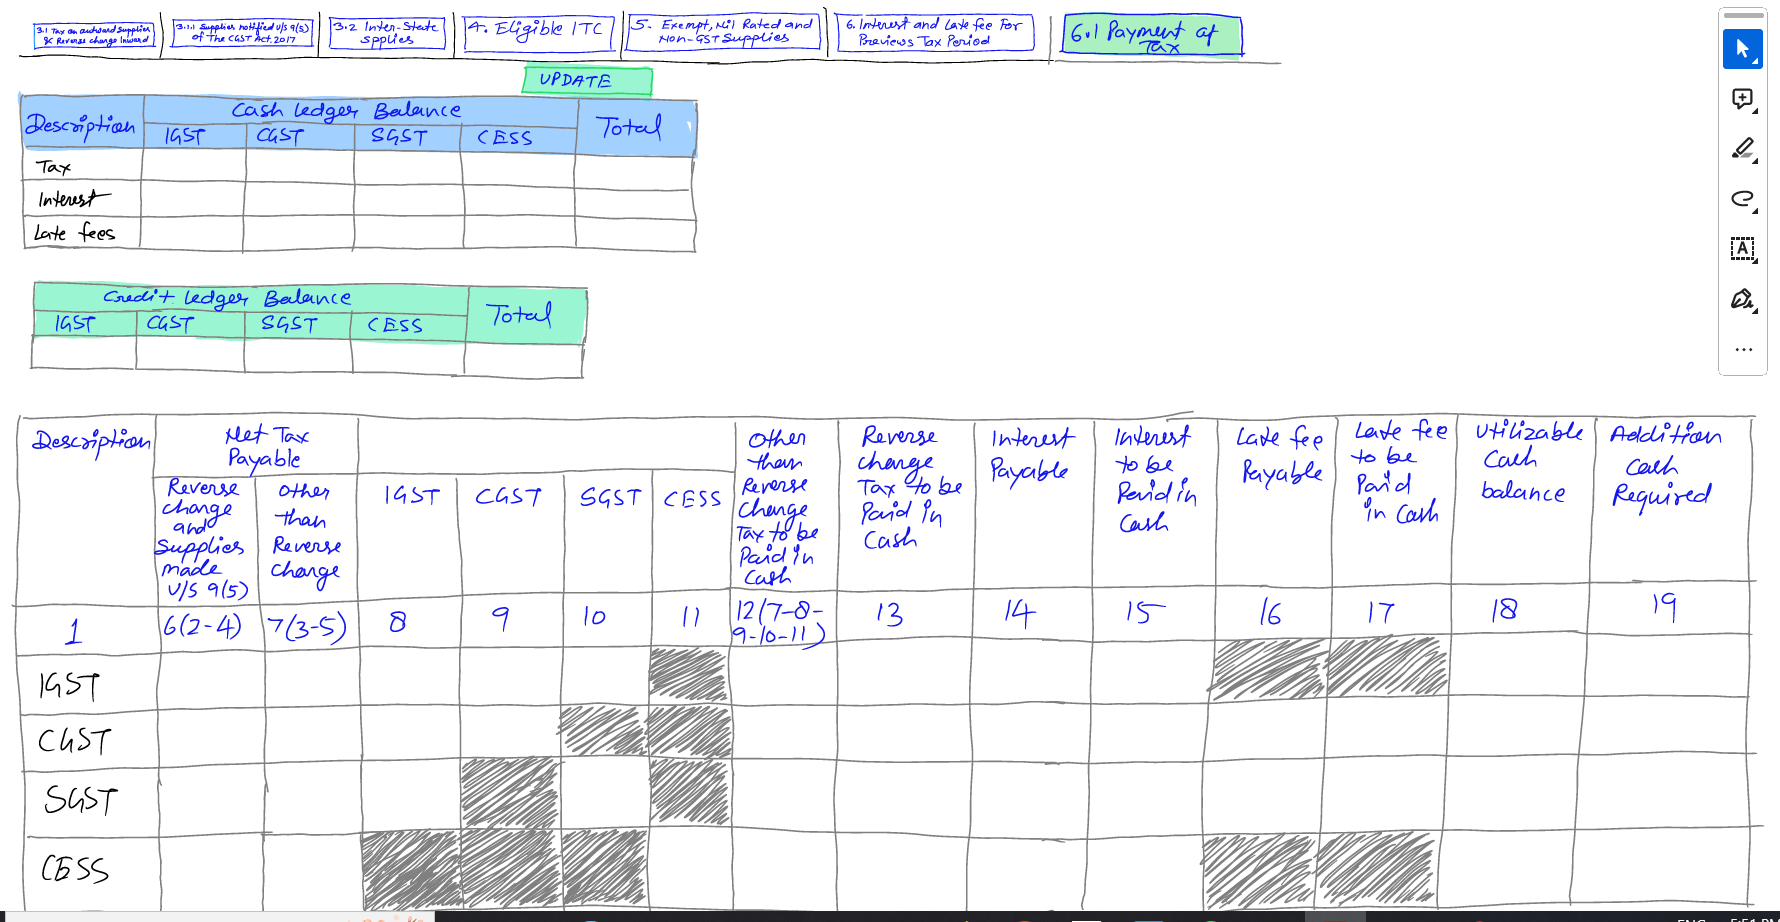 3.1 Tax on outward Supplies
& Reverse charge Inward
3.1.1 Supplies notified U/s 9(5)
of The CGST Act, 2017
3.2 Inter-State
Spplies
4. Eligible ITC
5. Exempt, Nil Rated and
Non-GST Supplies
6. Interest and Late fee For
Previews Tax Period
6.1 Payment of
Tax
UPDATE
Description
Cash Ledger Balance
Total
IGST CGST SGST CESS
Tax
Interest
Late fees
Credit Ledger Balance
Total
IGST CGST SGST CESS
Description
Net Tax
Payable
Reverse
charge
and
Supplies
made
U/S 9(5)
Other
than
Reverse
Charge
IGST CGST SGST CESS
Other
than
Reverse
Change
Tax to be
Paid in
Cash
Reverse
change
Tax to be
Paid in
Cash
Interest
Payable
Interest
to be
Paid in
Cash
Late fee
Payable
Late fee
to be
Paid
in Cash
Utilizable
Cash
balance
Addition
Cash
Required
1 6(2-4) 7(3-5) 8 9 10 11 12(7-8-
9-10-11) 13 14 15 16 17 18 19
IGST
CGST
SGST
CESS